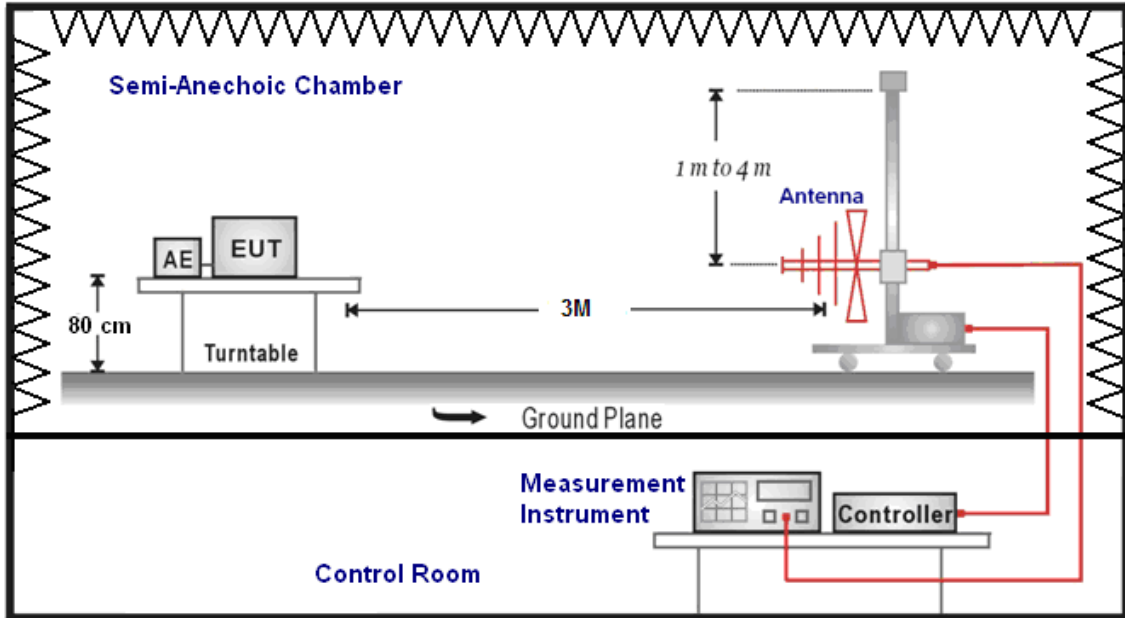 Semi-Anechoic Chamber
1 m to 4 m
Antenna
AE
EUT
3M
80 cm
Turntable
Ground Plane
Measurement
Instrument
Controller
Control Room